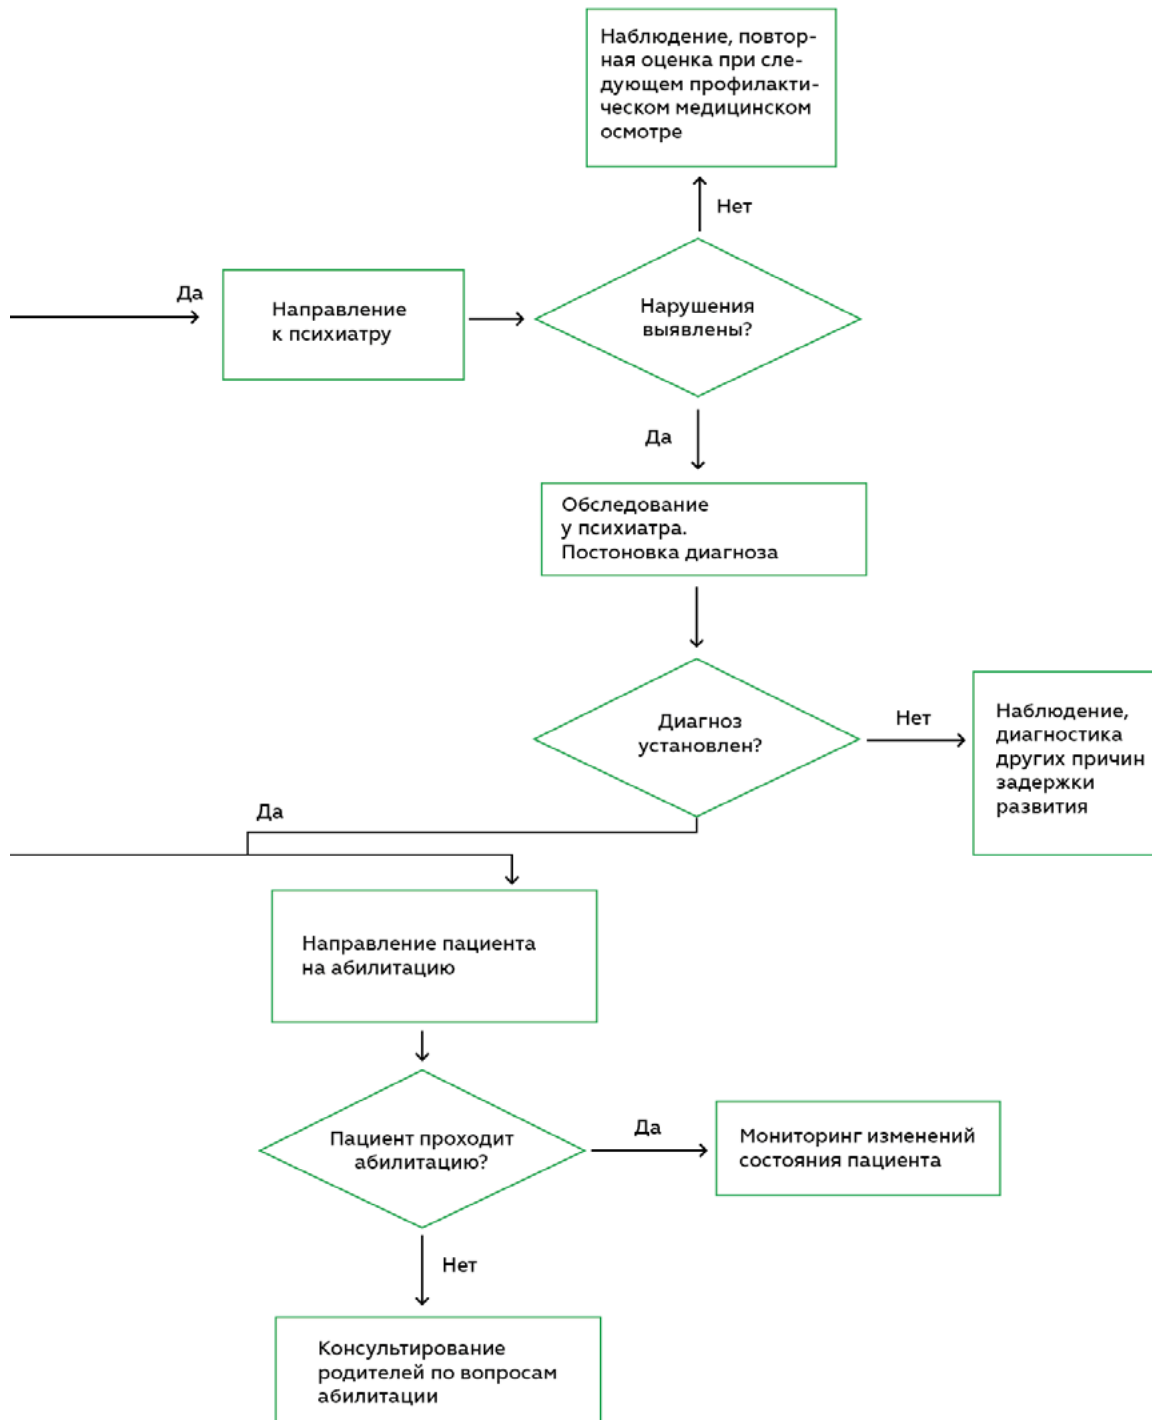 Наблюдение, повтор-
ная оценка при сле-
дующем профилакти-
ческом медицинском
осмотре
Нет
Да
Направление
к психиатру
Нарушения
выявлены?
Да
Обследование
у психиатра.
Постоновка диагноза
Диагноз
установлен?
Нет
Наблюдение,
диагностика
других причин
задержки
развития
Да
Направление пациента
на абилитацию
Пациент проходит
абилитацию?
Да
Мониторинг изменений
состояния пациента
Нет
Консультирование
родителей по вопросам
абилитации